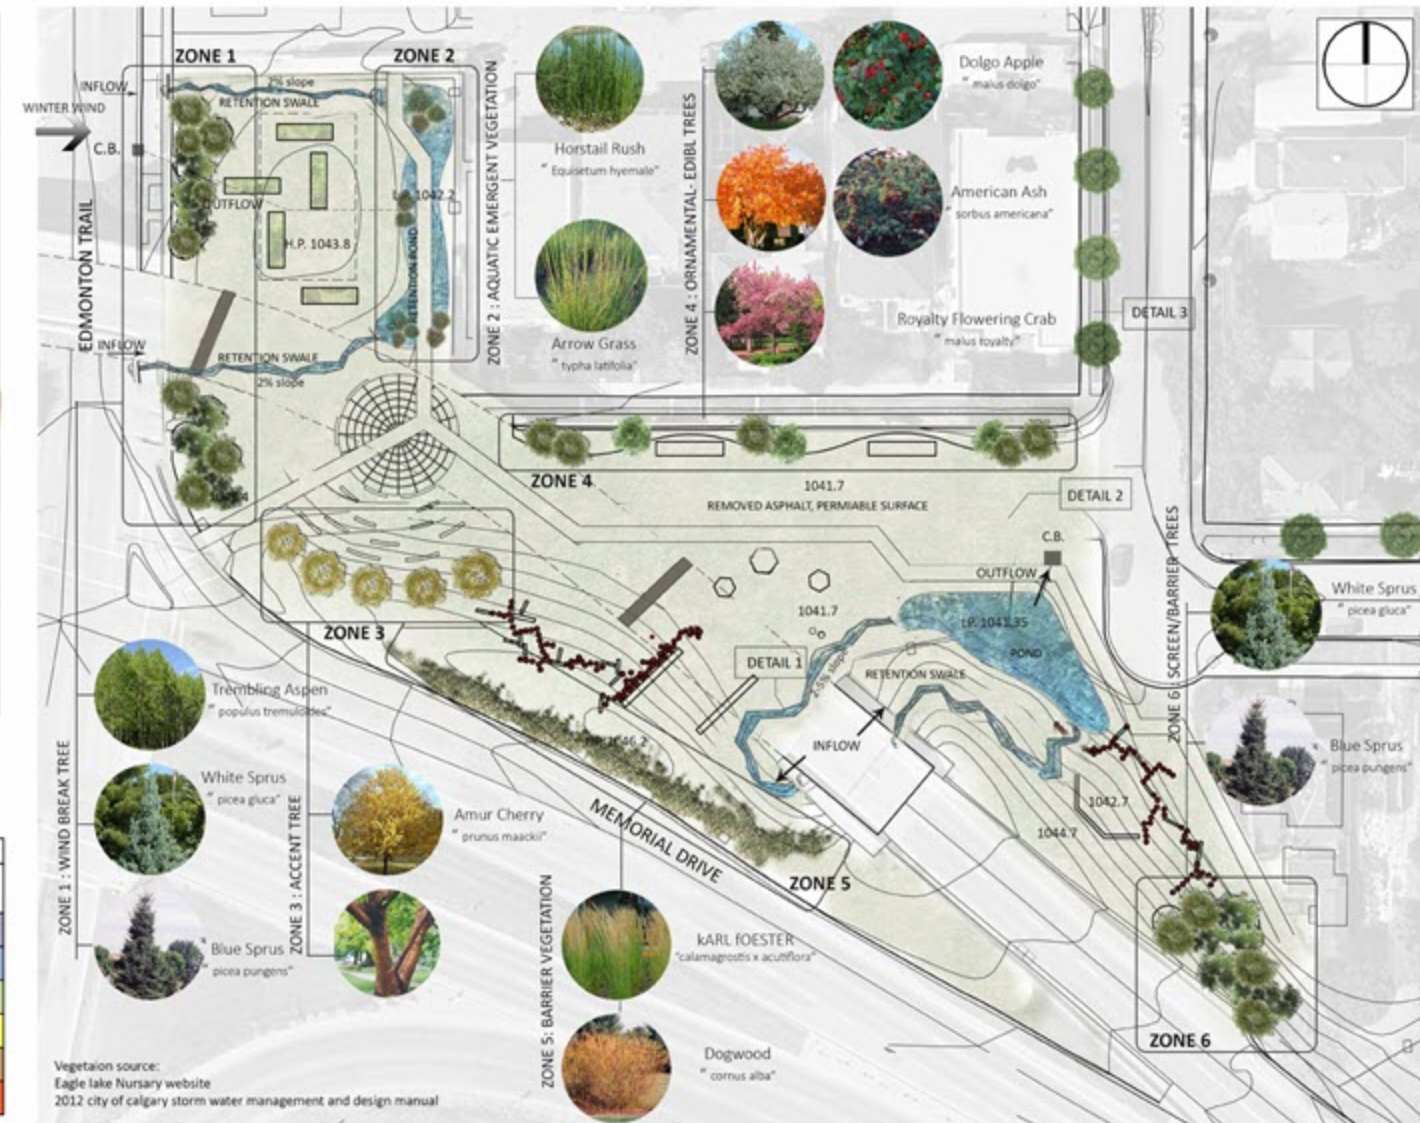 ZONE 1
ZONE 2
INFLOW
2% slope
RETENTION SWALE
WINTER WIND
C.B.
OUTFLOW
1042.2
H.P. 1043.8
RETENTION POND
EDMONTON TRAIL
INFLOW
RETENTION SWALE
2% slope
ZONE 2 : AQUATIC EMERGENT VEGETATION
Horstail Rush
" Equisetum hyemale"
Arrow Grass
" typha latifolia"
ZONE 4 : ORNAMENTAL- EDIBL TREES
Dolgo Apple
" malus dolgo"
American Ash
" sorbus americana"
Royalty Flowering Crab
" malus royalty"
DETAIL 3
ZONE 4
1041.7
REMOVED ASPHALT, PERMIABLE SURFACE
DETAIL 2
C.B.
OUTFLOW
ZONE 3
1041.7
L.P. 1041.35
POND
DETAIL 1
2-5% slope
RETENTION SWALE
INFLOW
1046.2
1042.7
1044.7
MEMORIAL DRIVE
ZONE 5
ZONE 6
ZONE 6 : SCREEN/BARRIER TREES
White Sprus
" picea gluca"
Blue Sprus
" picea pungens"
ZONE 1 : WIND BREAK TREE
Trembling Aspen
" populus tremuloides"
White Sprus
" picea gluca"
Blue Sprus
" picea pungens"
ZONE 3 : ACCENT TREE
Amur Cherry
" prunus maackii"
ZONE 5: BARRIER VEGETATION
kARL fOESTER
"calamagrostis x acutiflora"
Dogwood
" cornus alba"
Vegetaion source:
Eagle lake Nursary website
2012 city of calgary storm water management and design manual